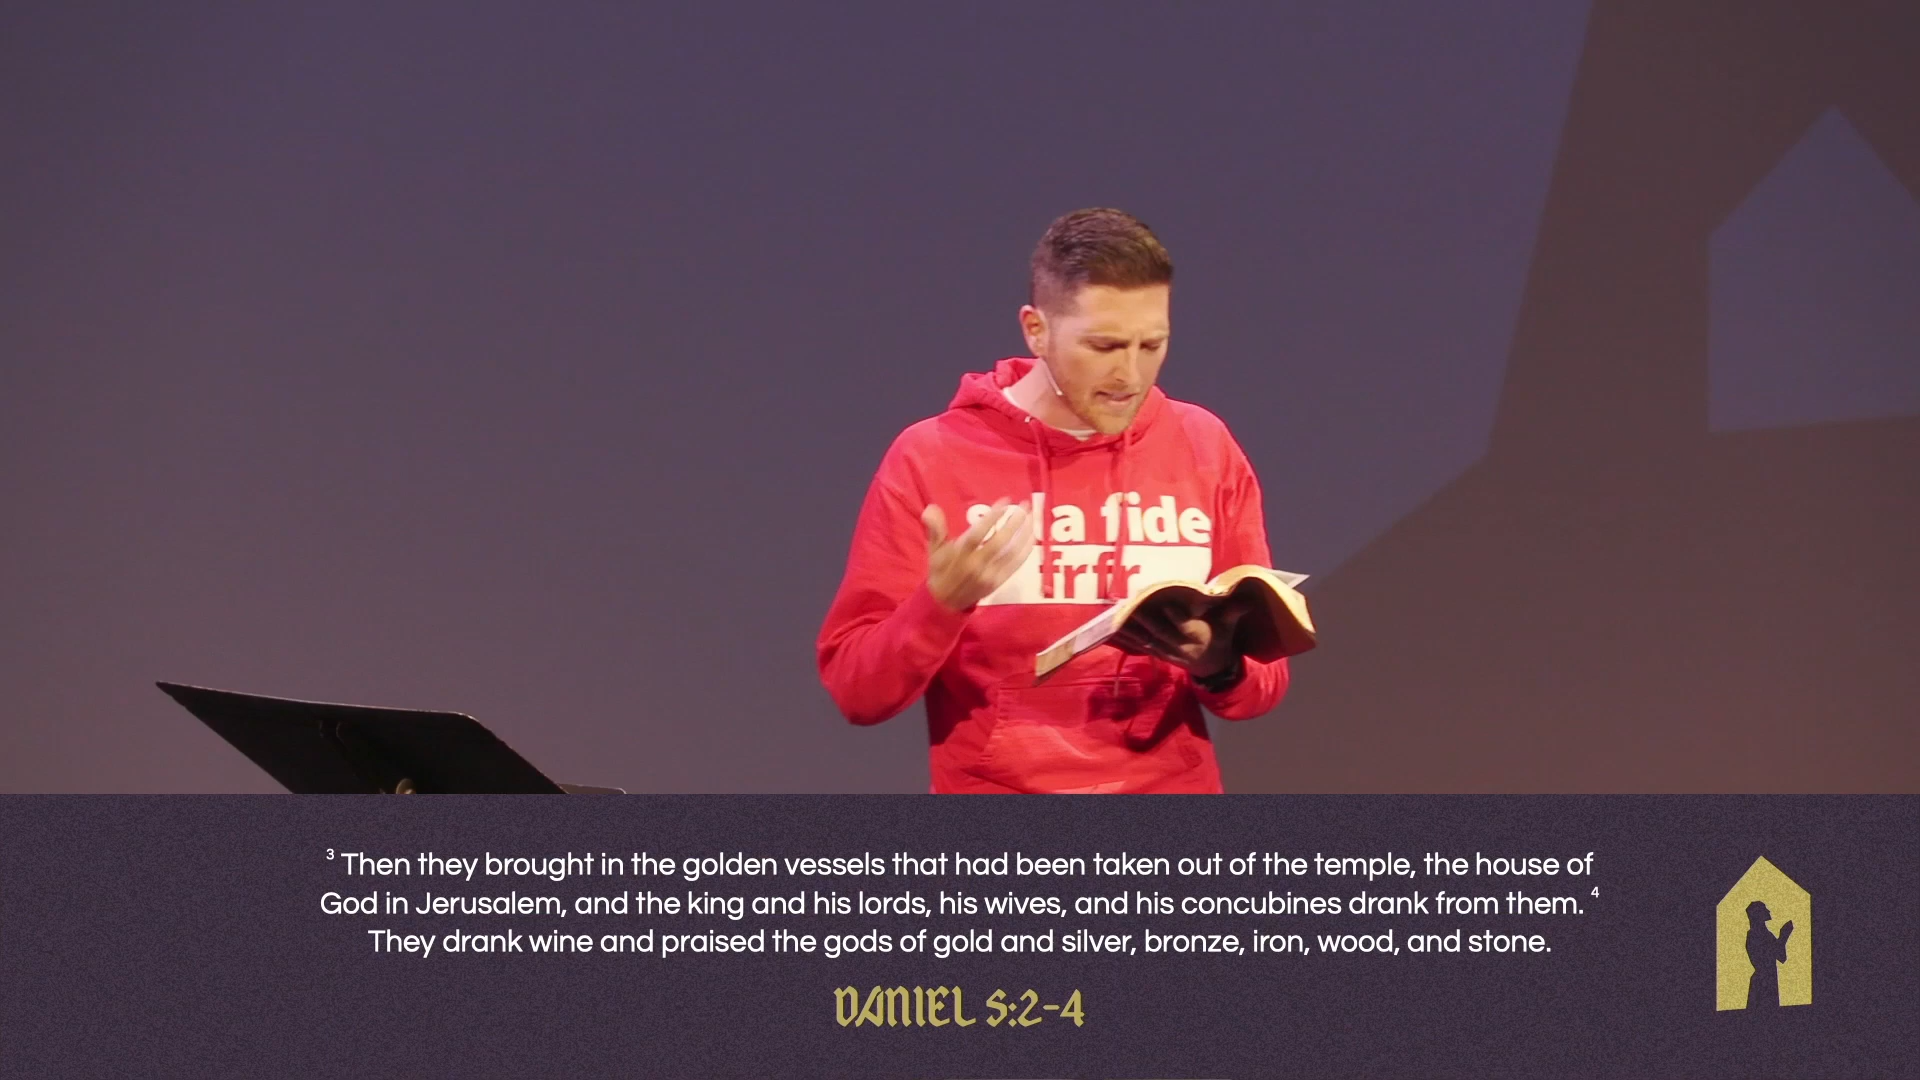 la fide
frfr
³ Then they brought in the golden vessels that had been taken out of the temple, the house of
God in Jerusalem, and the king and his lords, his wives, and his concubines drank from them. ⁴
They drank wine and praised the gods of gold and silver, bronze, iron, wood, and stone.
DANIEL 5:2-4